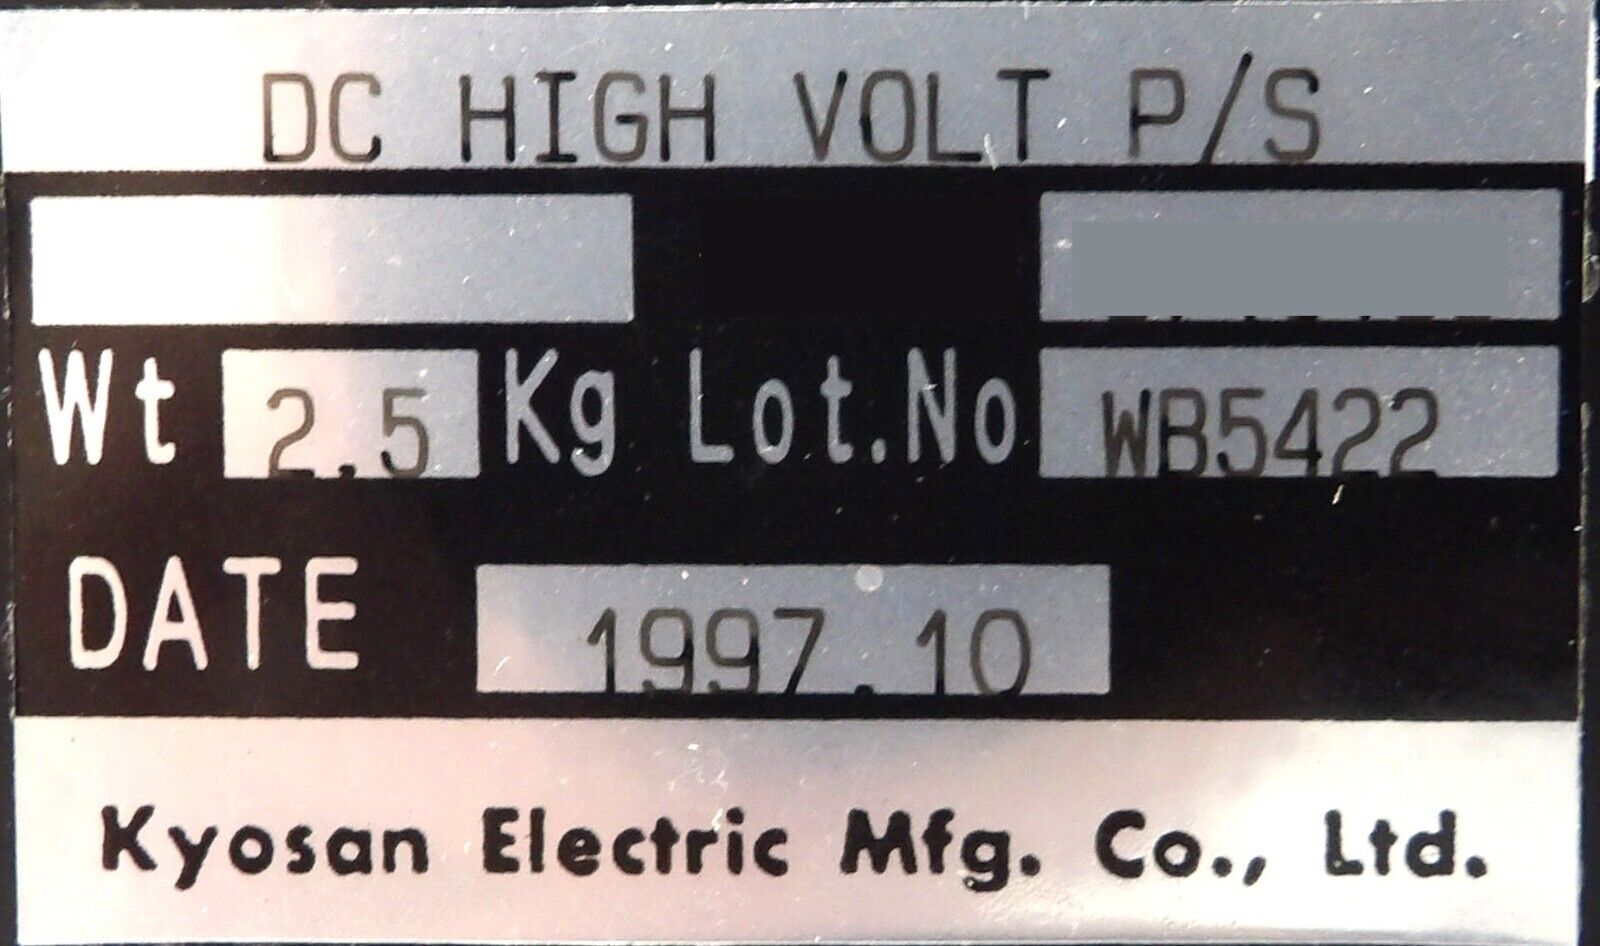 DC HIGH VOLT P/S
Wt 2.5 Kg Lot.No WB5422
DATE 1997.10
Kyosan Electric Mfg. Co., Ltd.